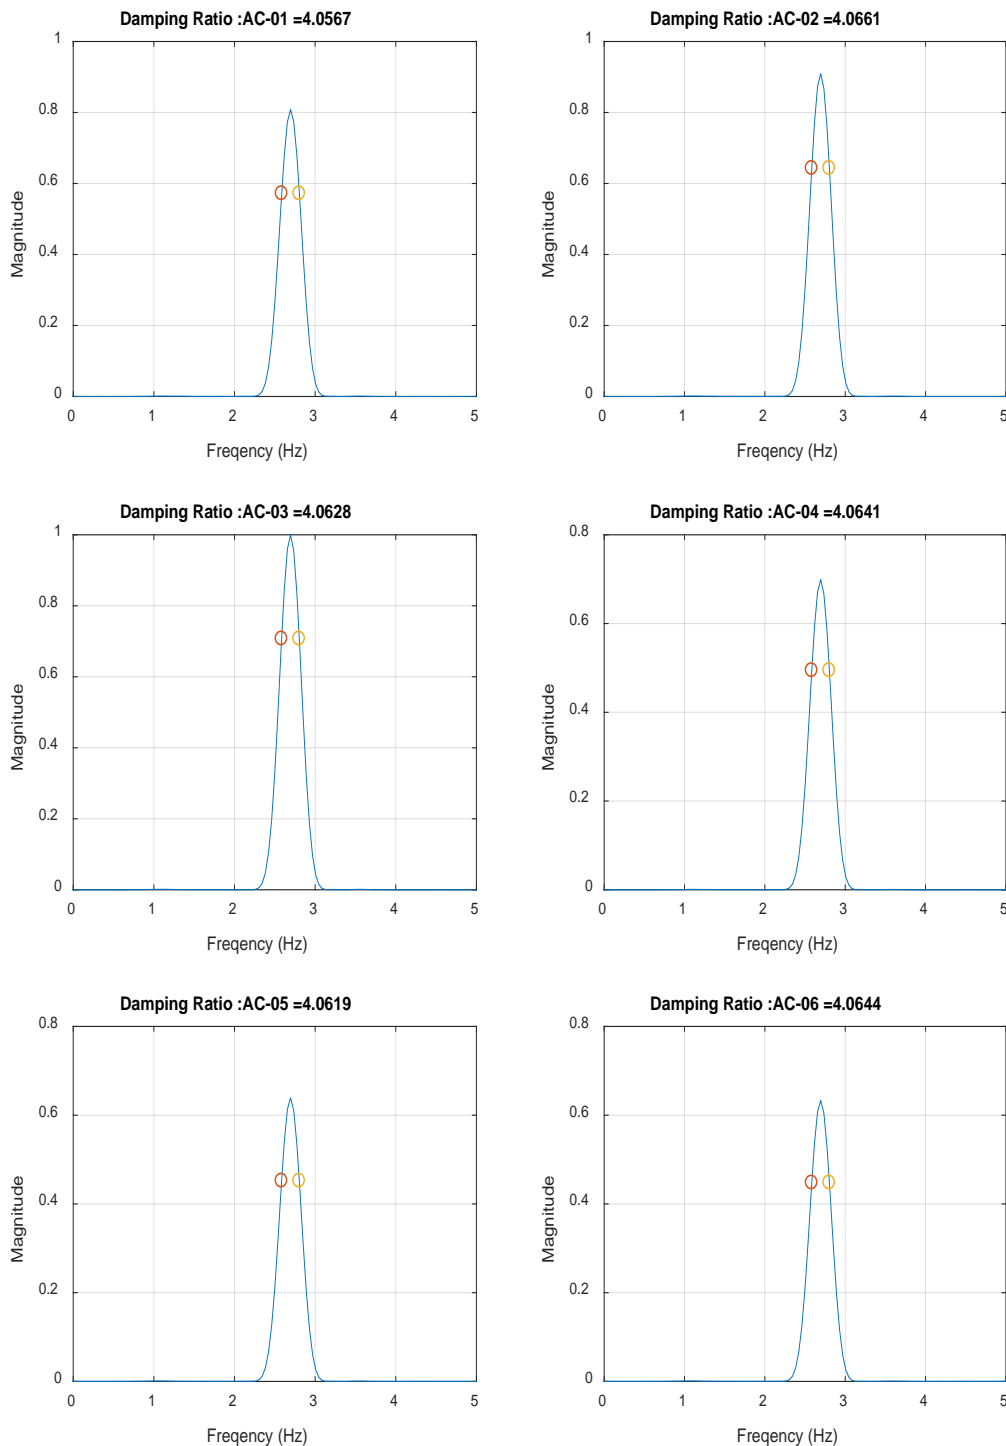 Damping Ratio :AC-01 =4.0567
1
0.8
0.6
0.4
0.2
0
Magnitude
0 1 2 3 4 5
Freqency (Hz)
Damping Ratio :AC-02 =4.0661
1
0.8
0.6
0.4
0.2
0
Magnitude
0 1 2 3 4 5
Freqency (Hz)
Damping Ratio :AC-03 =4.0628
1
0.8
0.6
0.4
0.2
0
Magnitude
0 1 2 3 4 5
Freqency (Hz)
Damping Ratio :AC-04 =4.0641
0.8
0.6
0.4
0.2
0
Magnitude
0 1 2 3 4 5
Freqency (Hz)
Damping Ratio :AC-05 =4.0619
0.8
0.6
0.4
0.2
0
Magnitude
0 1 2 3 4 5
Freqency (Hz)
Damping Ratio :AC-06 =4.0644
0.8
0.6
0.4
0.2
0
Magnitude
0 1 2 3 4 5
Freqency (Hz)